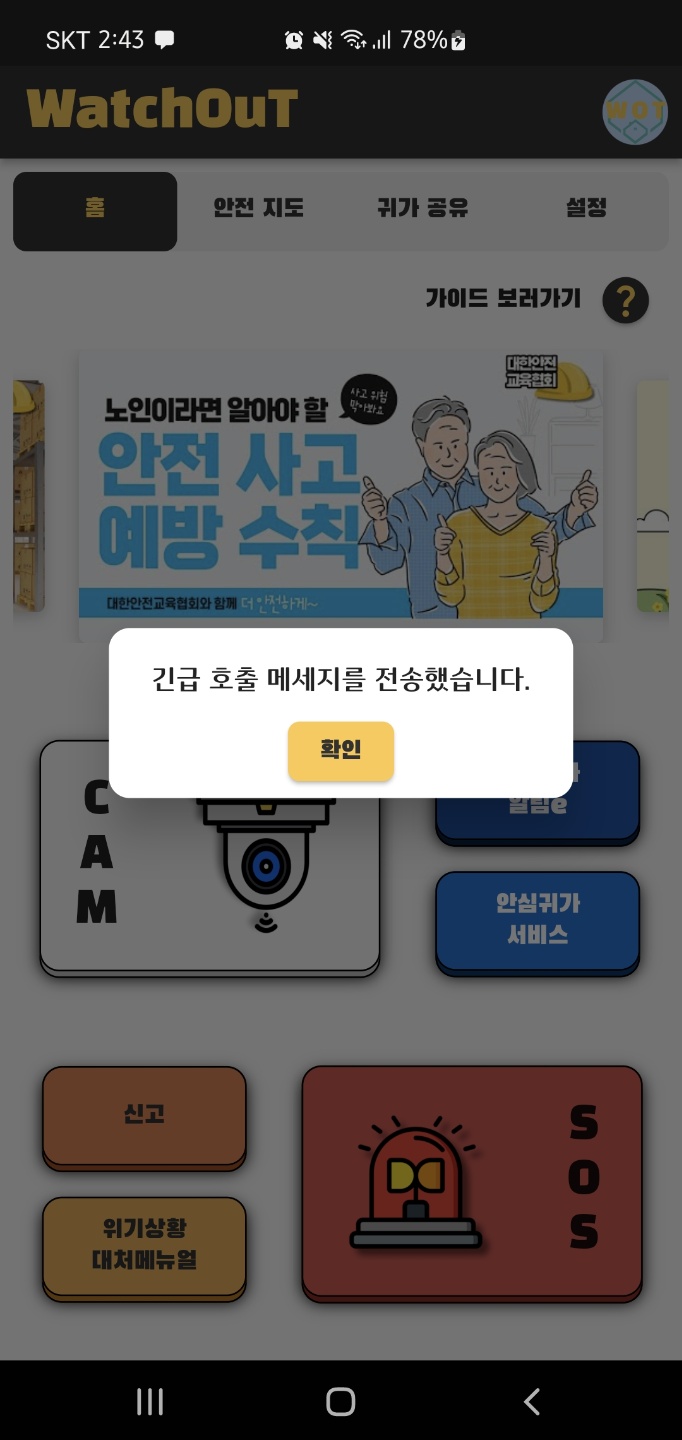 SKT 2:43
78%
WatchOuT
WOT
홈
안전 지도
귀가 공유
설정
가이드 보러가기
?
대한안전
교육협회
노인이라면 알아야 할
사고 위험
막아봐요
안전 사고
예방 수칙
대한안전교육협회와 함께 더 안전하게~
긴급 호출 메세지를 전송했습니다.
확인
C
A
M
알림e
안심귀가
서비스
신고
위기상황
대처메뉴얼
S
O
S